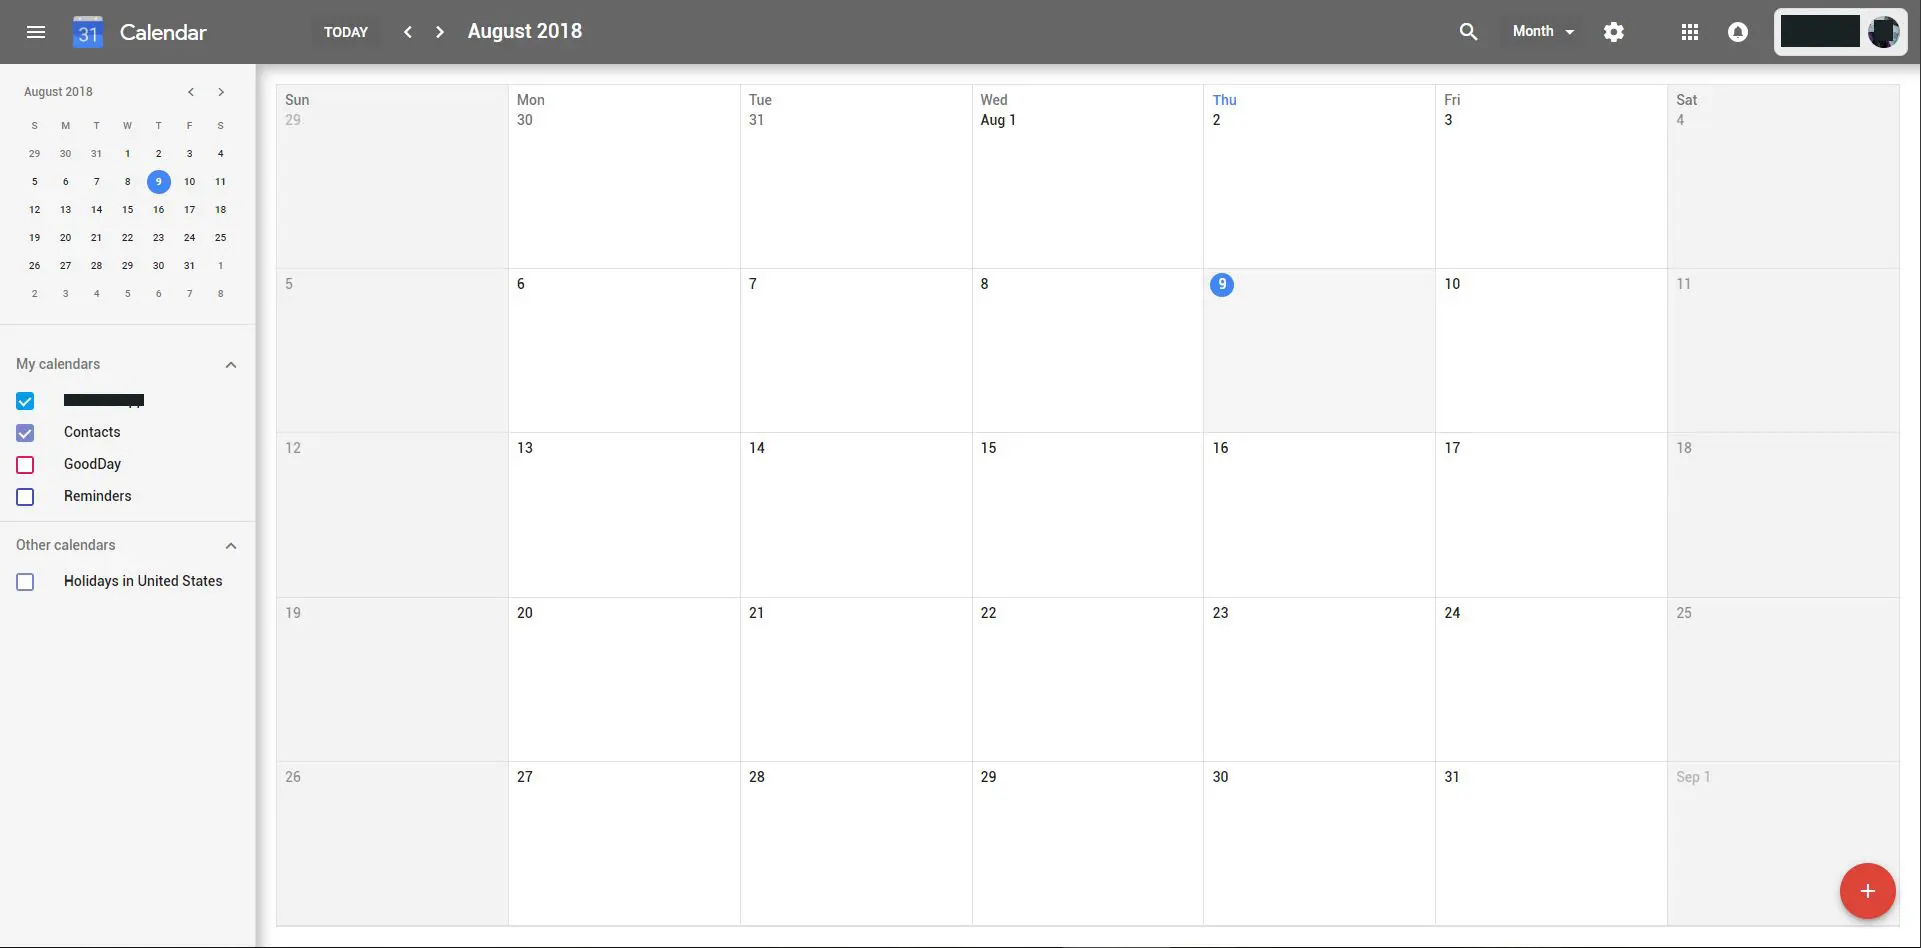 31 Calendar TODAY August 2018 Month
August 2018
S M T W T F S
29 30 31 1 2 3 4
5 6 7 8 9 10 11
12 13 14 15 16 17 18
19 20 21 22 23 24 25
26 27 28 29 30 31 1
2 3 4 5 6 7 8
My calendars
Contacts
GoodDay
Reminders
Other calendars
Holidays in United States
Sun Mon Tue Wed Thu Fri Sat
29 30 31 Aug 1 2 3 4
5 6 7 8 9 10 11
12 13 14 15 16 17 18
19 20 21 22 23 24 25
26 27 28 29 30 31 Sep 1